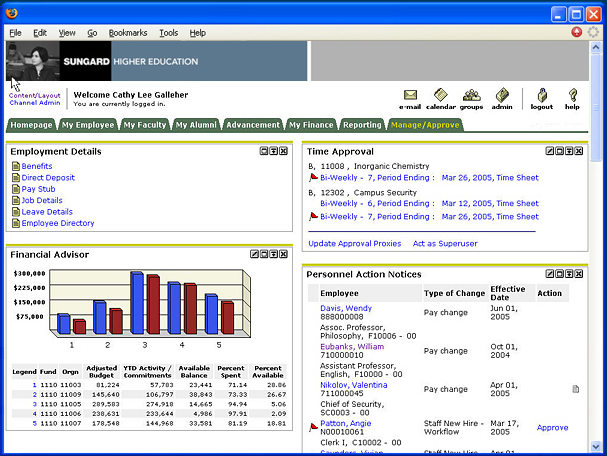 File Edit View Go Bookmarks Tools Help
SUNGARD HIGHER EDUCATION
Content/Layout
Channel Admin
Welcome Cathy Lee Galleher
You are currently logged in.
e-mail calendar groups admin logout help
Homepage My Employee My Faculty My Alumni Advancement My Finance Reporting Manage/Approve
Employment Details
Benefits
Direct Deposit
Pay Stub
Job Details
Leave Details
Employee Directory
Financial Advisor
$300,000
$225,000
$150,000
$75,000
1 2 3 4 5
Legend Fund Orgn Adjusted Budget YTD Activity / Commitments Available Balance Percent Spent Percent Available
1 1110 11003 81,224 57,783 23,441 71.14 28.86
2 1110 11009 145,640 106,797 38,843 73.33 26.67
3 1110 11005 289,583 274,918 14,665 94.94 5.06
4 1110 11006 238,631 233,644 4,986 97.91 2.09
5 1110 11007 178,548 144,968 33,581 81.19 18.81
Time Approval
B, 11008 , Inorganic Chemistry
Bi-Weekly - 7, Period Ending : Mar 26, 2005, Time Sheet
B, 12302 , Campus Security
Bi-Weekly - 6, Period Ending : Mar 12, 2005, Time Sheet
Bi-Weekly - 7, Period Ending : Mar 26, 2005, Time Sheet
Update Approval Proxies Act as Superuser
Personnel Action Notices
Employee Type of Change Effective Date Action
Davis, Wendy
888000008
Pay change
Jun 01,
2005
Assoc. Professor,
Philosophy, F10006 - 00
Eubanks, William
710000010
Pay change
Oct 01,
2004
Assistant Professor,
English, F10000 - 00
Nikolov, Valentina
711000045
Pay change
Apr 01,
2005
Chief of Security,
SC0003 - 00
Patton, Angie
N00010061
Staff New Hire -
Workflow
Mar 17,
2005
Approve
Clerk I, C10002 - 00
Saunders, Vivian
Staff New Hire
Apr 01,